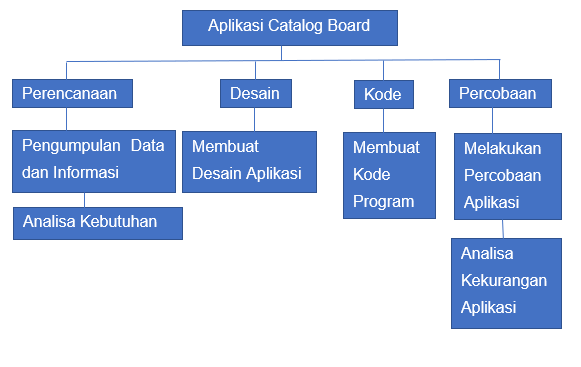 Aplikasi Catalog Board
Perencanaan
Desain
Kode
Percobaan
Pengumpulan Data
dan Informasi
Membuat
Desain Aplikasi
Membuat
Kode
Program
Melakukan
Percobaan
Aplikasi
Analisa Kebutuhan
Analisa
Kekurangan
Aplikasi